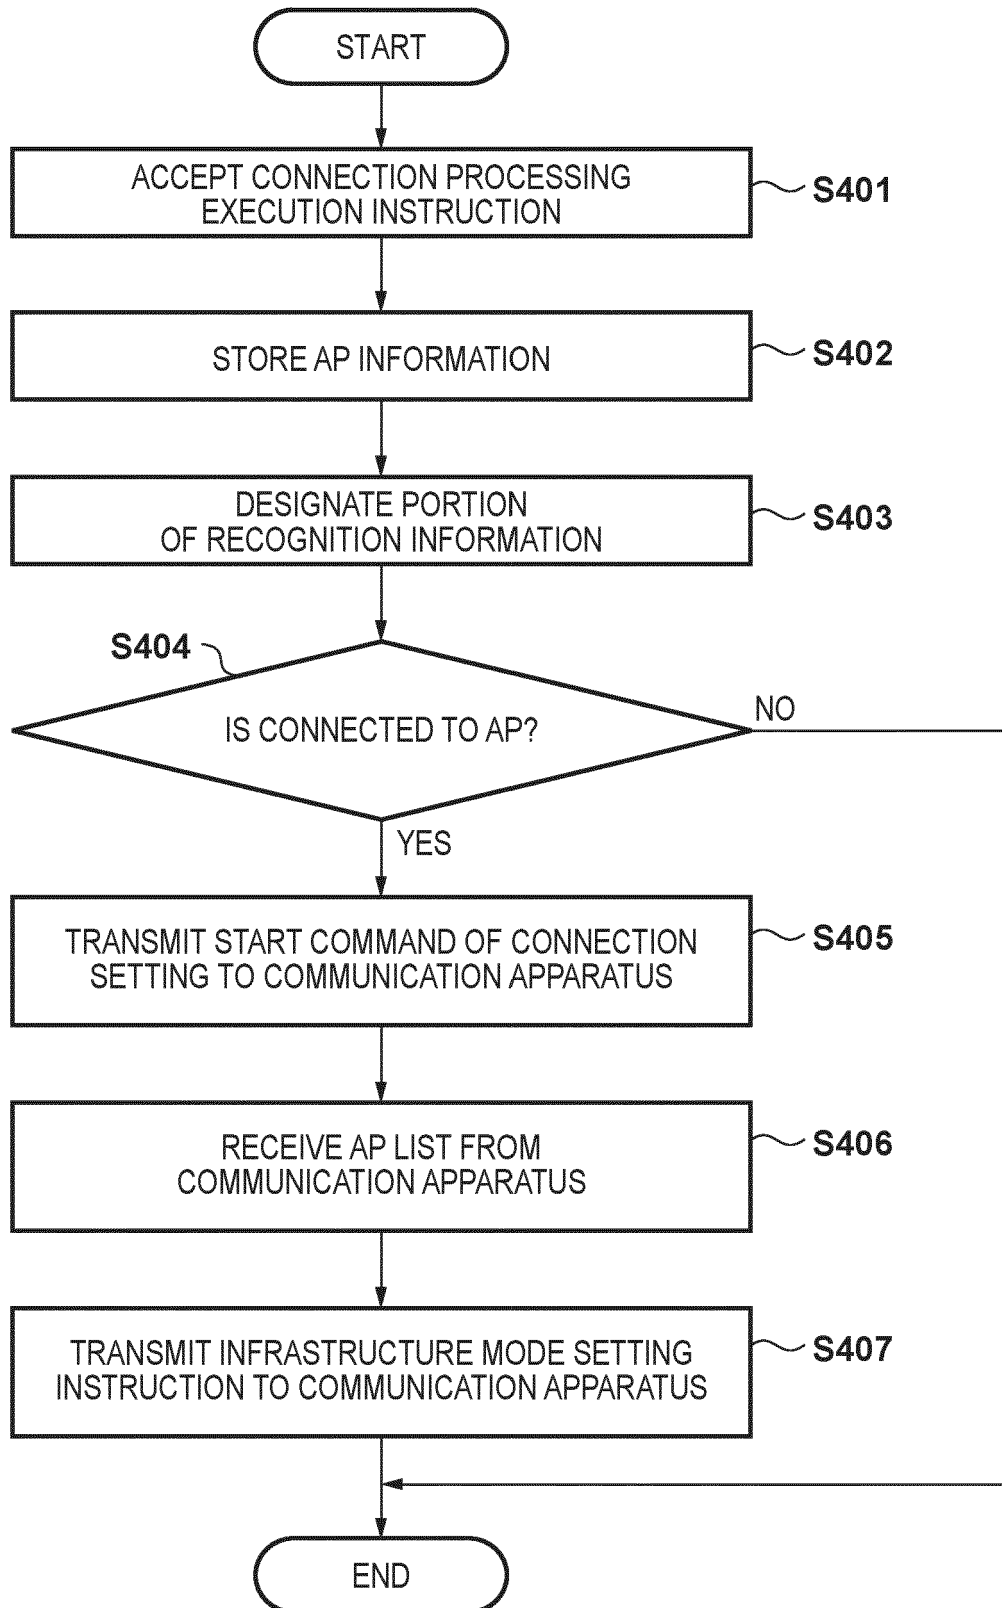 START
ACCEPT CONNECTION PROCESSING
EXECUTION INSTRUCTION
S401
STORE AP INFORMATION
S402
DESIGNATE PORTION
OF RECOGNITION INFORMATION
S403
S404
IS CONNECTED TO AP?
NO
YES
TRANSMIT START COMMAND OF CONNECTION
SETTING TO COMMUNICATION APPARATUS
S405
RECEIVE AP LIST FROM
COMMUNICATION APPARATUS
S406
TRANSMIT INFRASTRUCTURE MODE SETTING
INSTRUCTION TO COMMUNICATION APPARATUS
S407
END